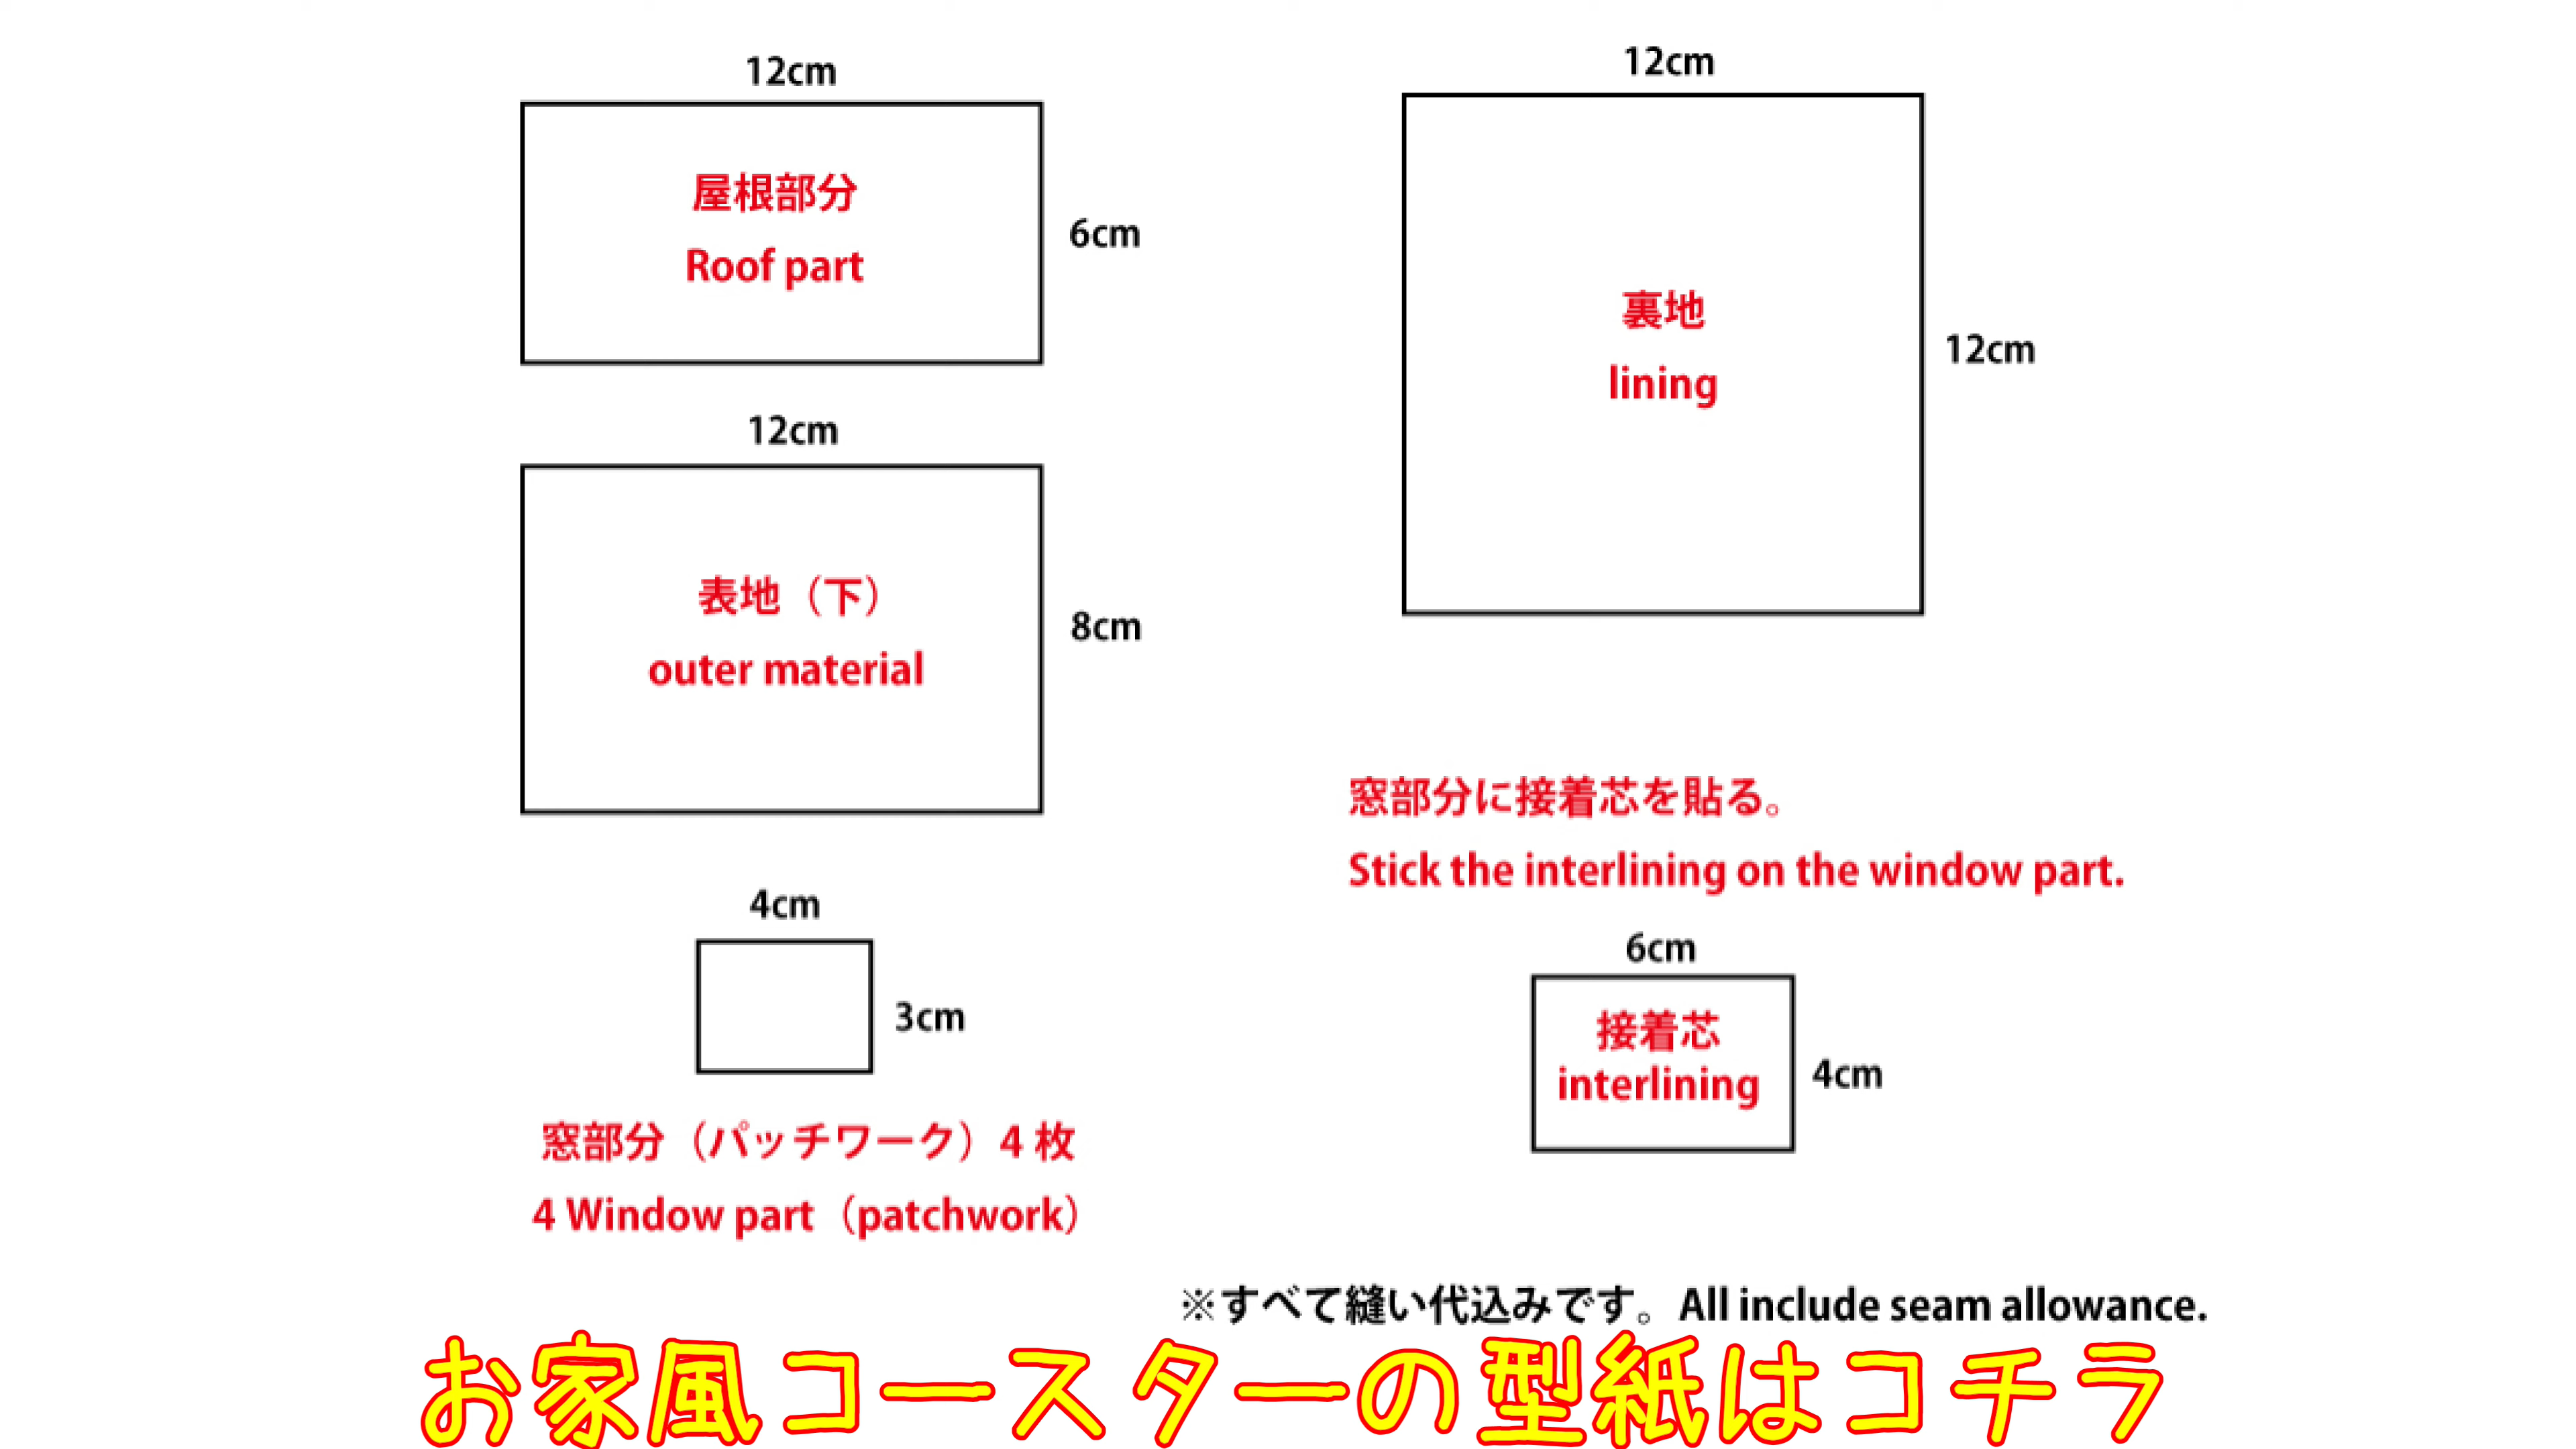 12cm
屋根部分
Roof part
6cm
12cm
表地（下）
outer material
8cm
4cm
3cm
窓部分（パッチワーク）4 枚
4 Window part（patchwork）
12cm
裏地
lining
12cm
窓部分に接着芯を貼る。
Stick the interlining on the window part.
6cm
接着芯
interlining
4cm
※すべて縫い代込みです。All include seam allowance.
お家風コースターの型紙はコチラ